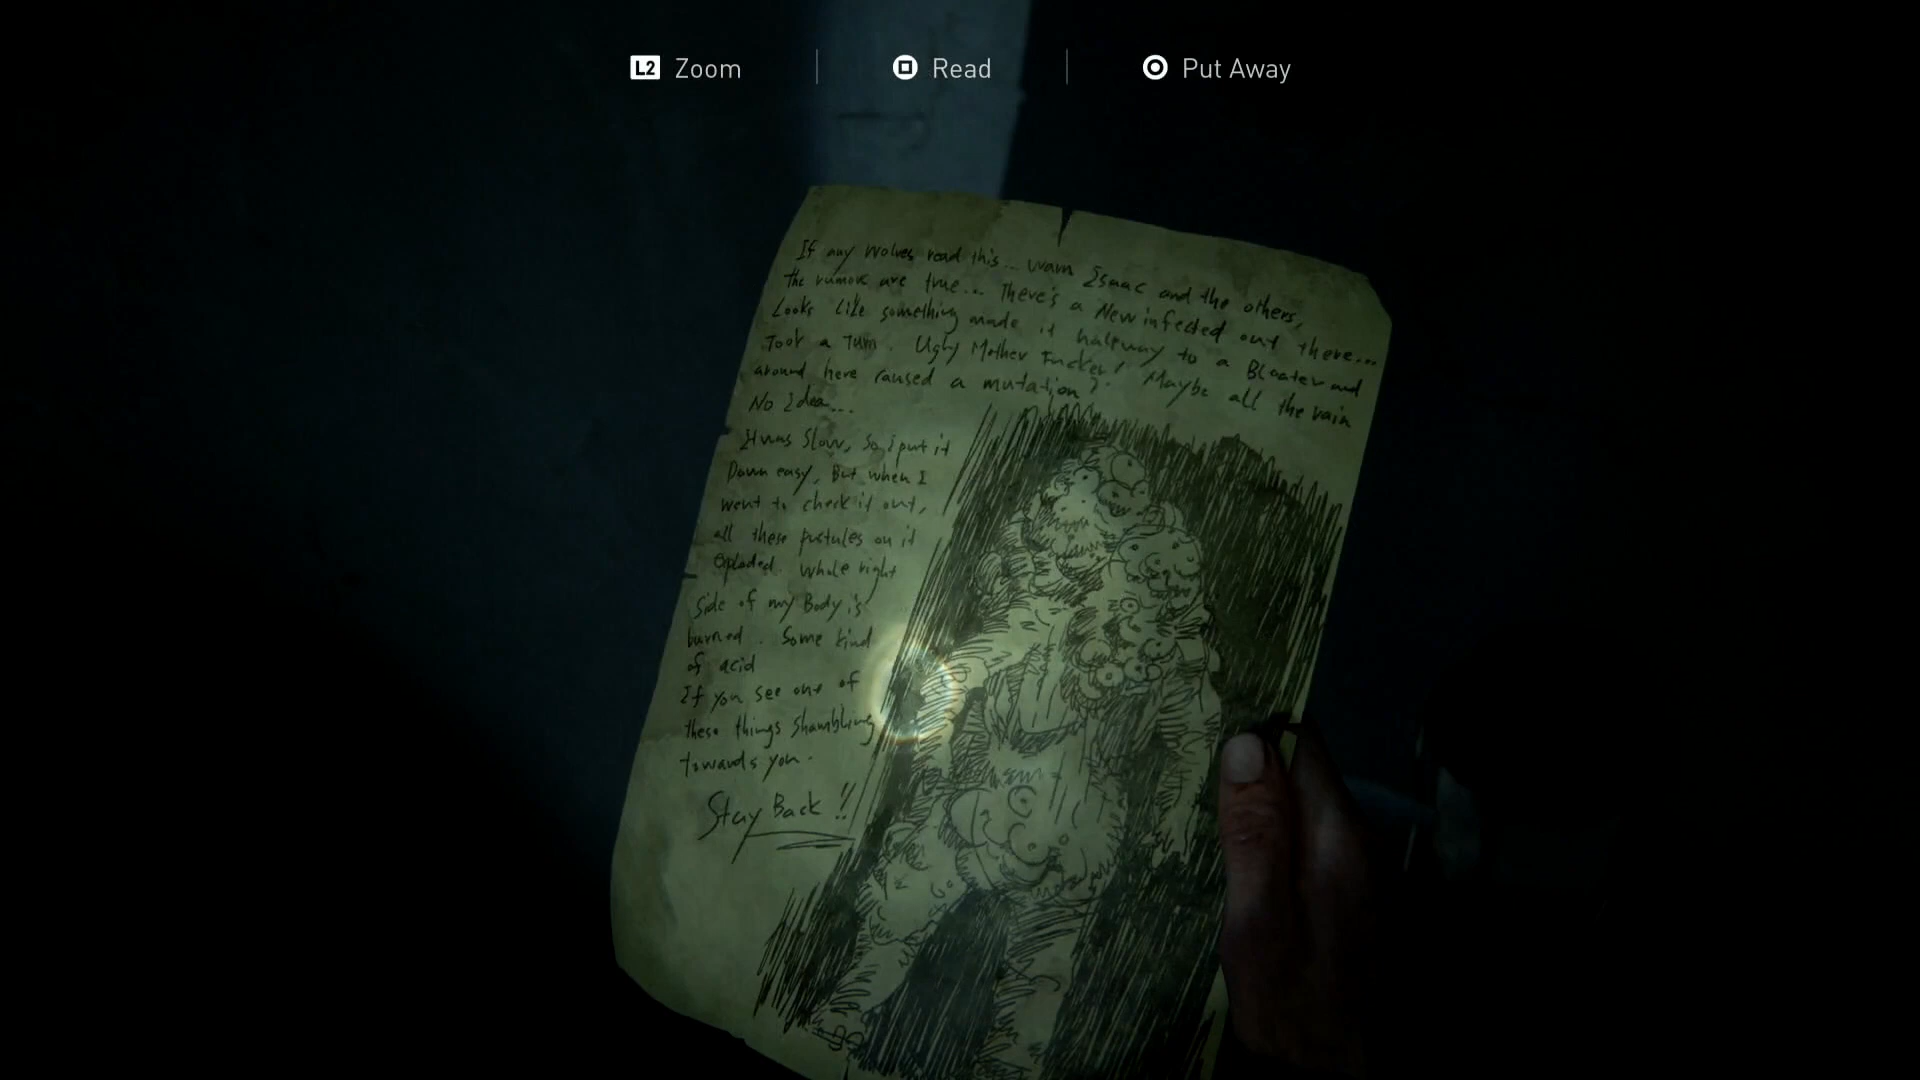 L2 Zoom
Read
Put Away
If any Wolves read this... warn Isaac and the others,
the rumors are true... There's a New infected out there...
Looks like something made it halfway to a Bloater and
Took a Turn. Ugly Mother Fucker! Maybe all the rain
around here caused a mutation?
No Idea...
It was Slow, So I put it
Down easy, But when I
went to check it out,
all these pustules on it
Exploded. Whole right
Side of my Body is
burned. Some kind
of acid
If you see one of
these things Shambling
towards you.
Stay Back!!